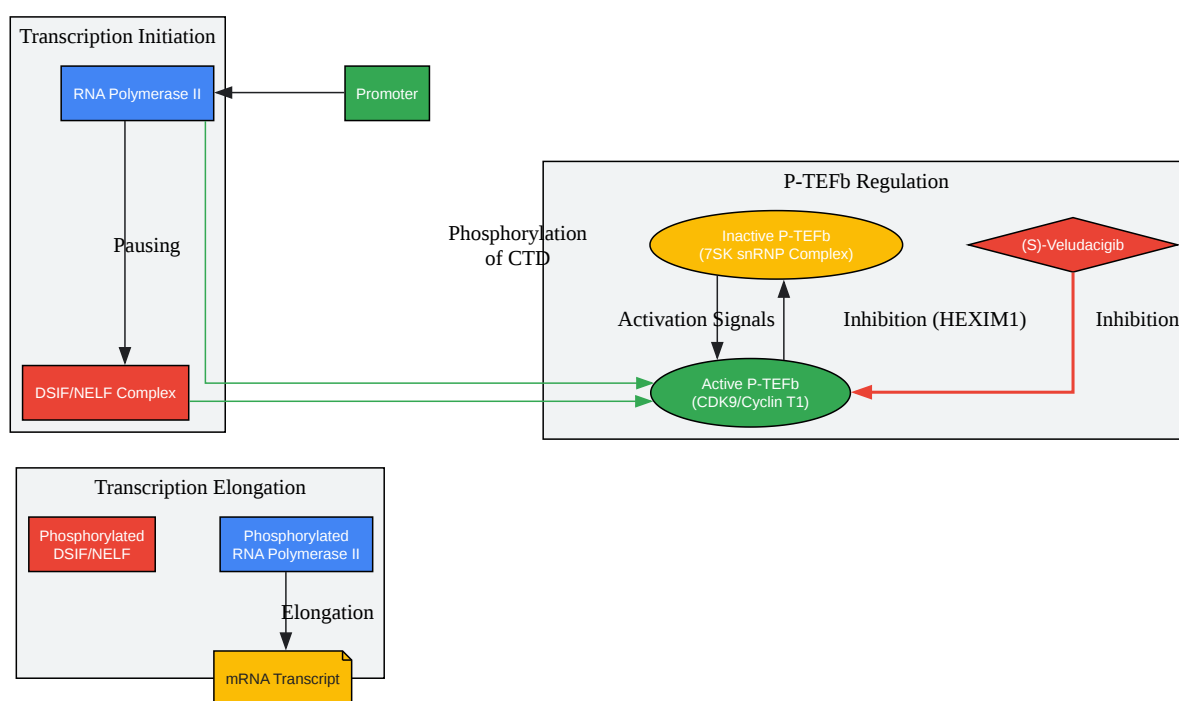 Transcription Initiation
RNA Polymerase II
Promoter
Pausing
DSIF/NELF Complex
Phosphorylation
of CTD
P-TEFb Regulation
Inactive P-TEFb
(7SK snRNP Complex)
(S)-Veludacigib
Activation Signals
Inhibition (HEXIM1)
Inhibition
Active P-TEFb
(CDK9/Cyclin T1)
Transcription Elongation
Phosphorylated
DSIF/NELF
Phosphorylated
RNA Polymerase II
Elongation
mRNA Transcript